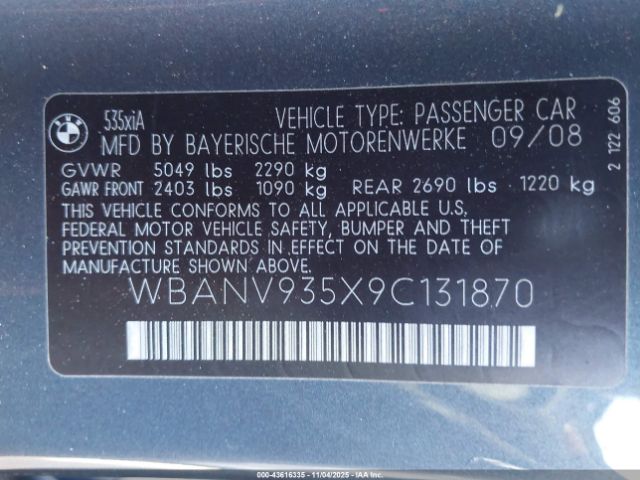 BMW
535xiA
VEHICLE TYPE: PASSENGER CAR
MFD BY BAYERISCHE MOTORENWERKE 09/08
GVWR 5049 lbs 2290 kg
GAWR FRONT 2403 lbs 1090 kg REAR 2690 lbs 1220 kg
THIS VEHICLE CONFORMS TO ALL APPLICABLE U.S,
FEDERAL MOTOR VEHICLE SAFETY, BUMPER AND THEFT
PREVENTION STANDARDS IN EFFECT ON THE DATE OF
MANUFACTURE SHOWN ABOVE.
WBANV935X9C131870
2 122 606
000-43616335 - 11/04/2025 - IAA Inc.